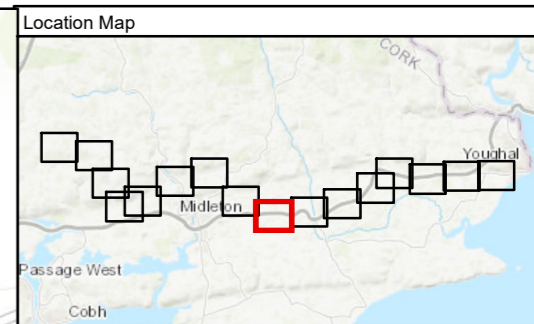 Location Map
CORK
Youghal
Midleton
Passage West
Cobh